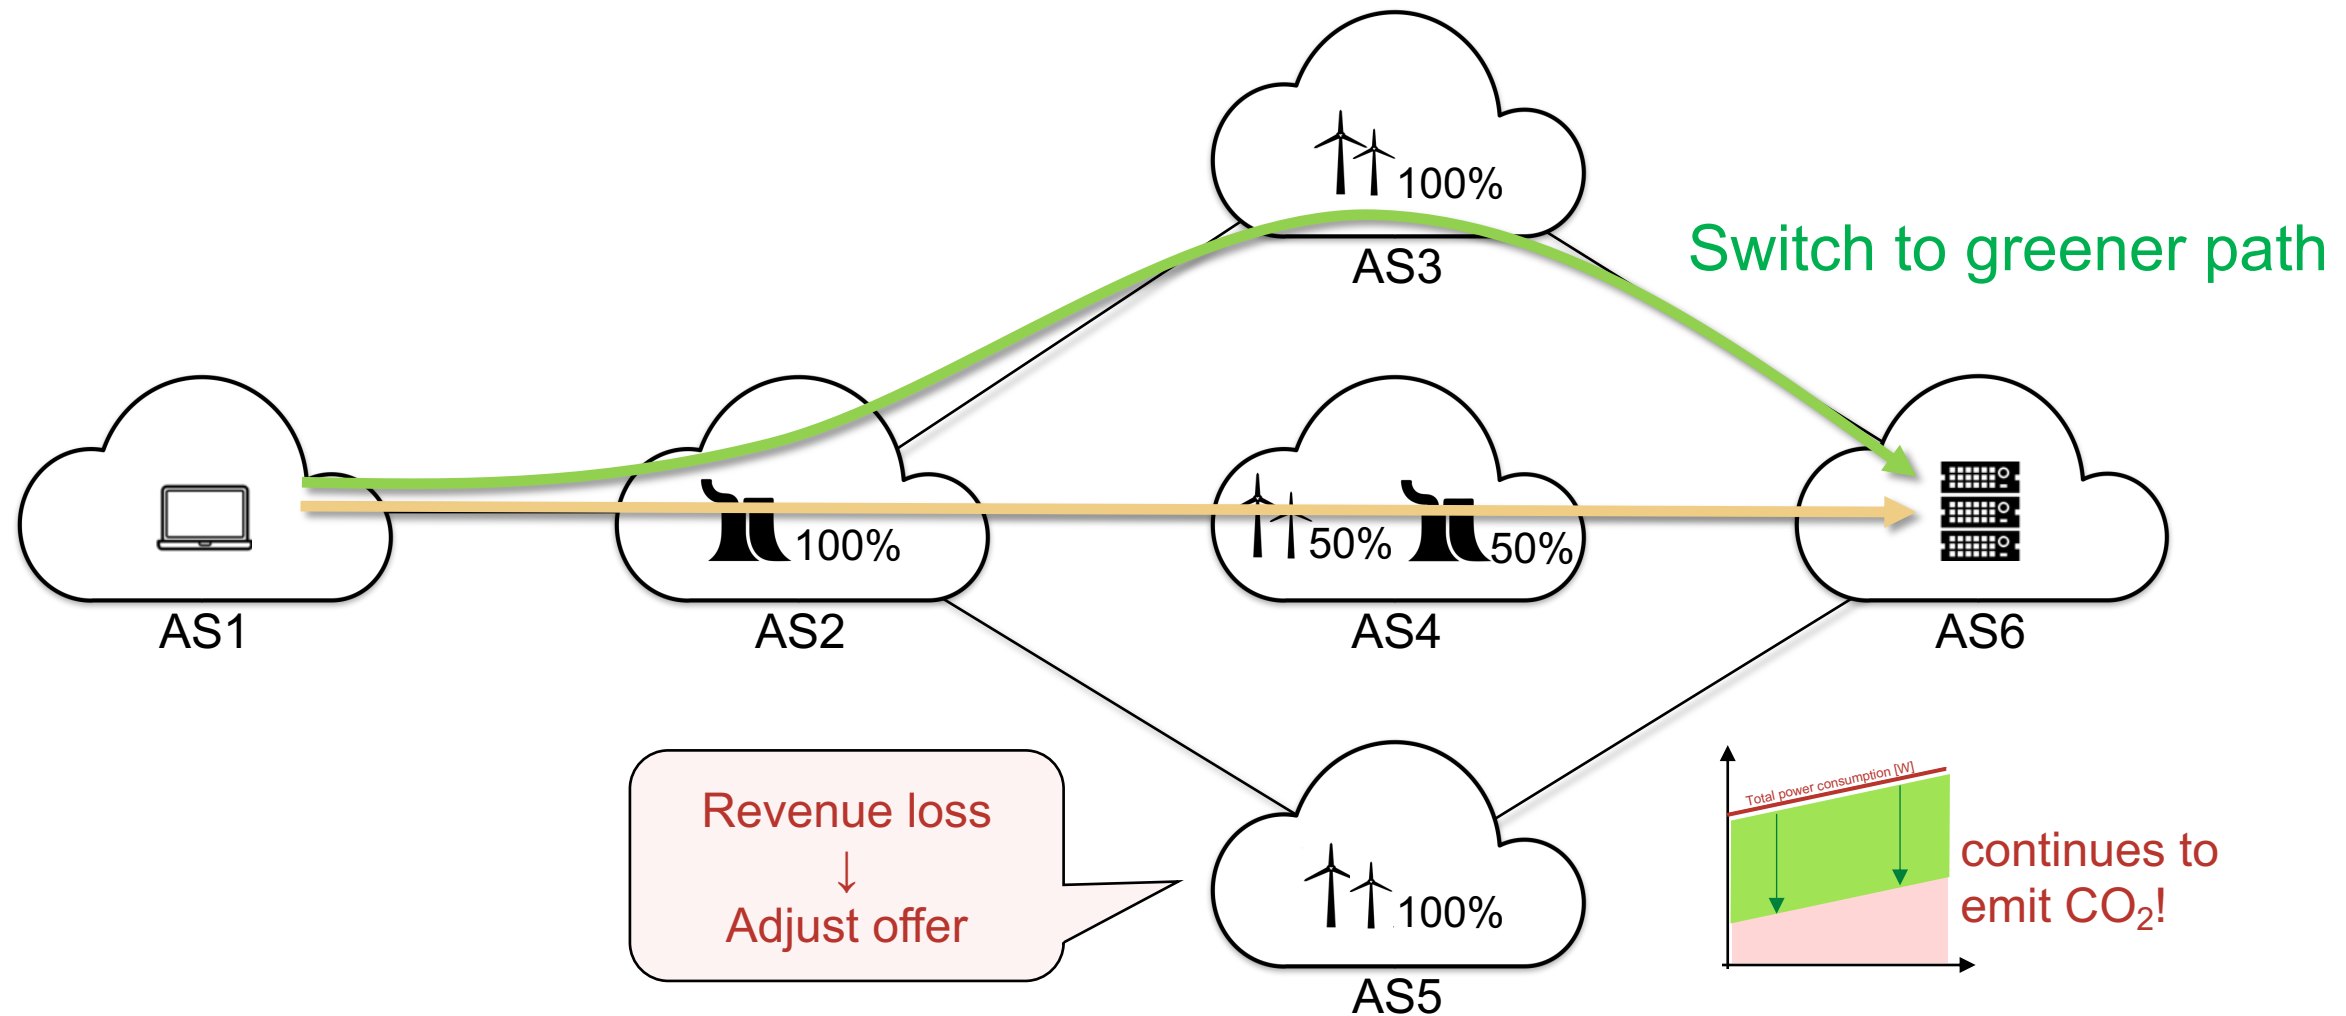 100%
AS3
Switch to greener path
100%
50%
50%
AS1
AS2
AS4
AS6
Revenue loss
↓
Adjust offer
100%
AS5
Total power consumption [W]
continues to
emit CO₂!